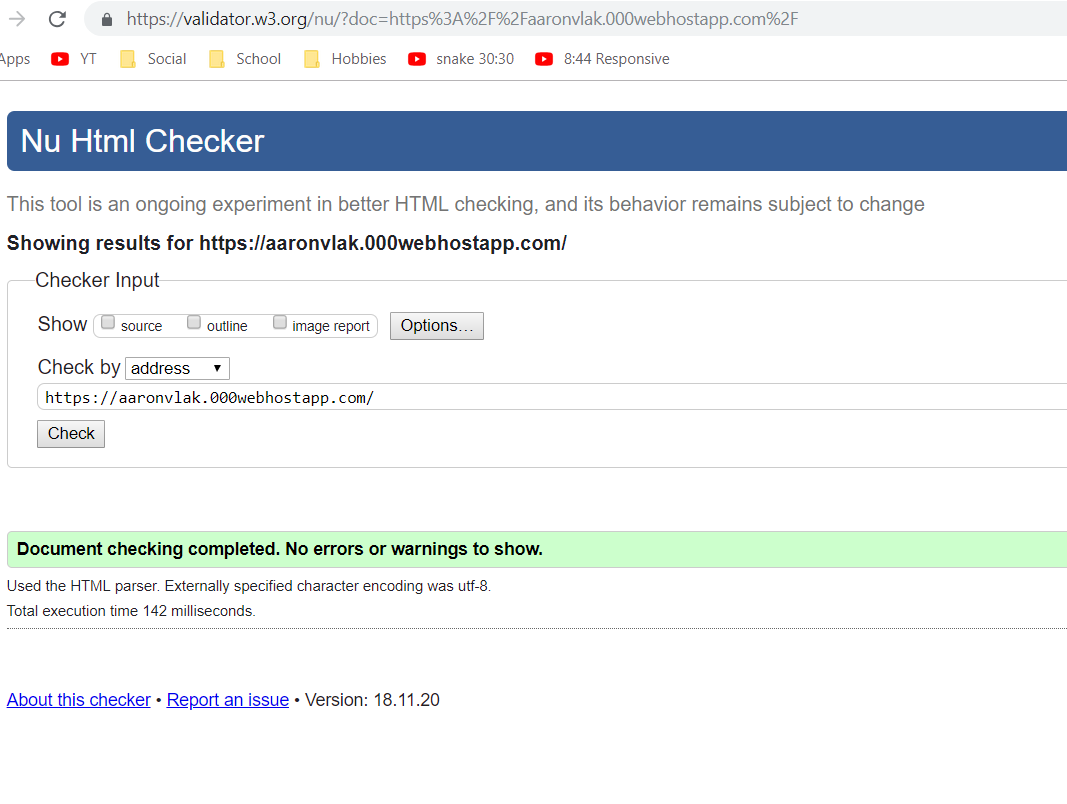 https://validator.w3.org/nu/?doc=https%3A%2F%2Faaronvlak.000webhostapp.com%2F
Apps YT Social School Hobbies snake 30:30 8:44 Responsive
Nu Html Checker
This tool is an ongoing experiment in better HTML checking, and its behavior remains subject to change
Showing results for https://aaronvlak.000webhostapp.com/
Checker Input
Show source outline image report Options…
Check by address
https://aaronvlak.000webhostapp.com/
Check
Document checking completed. No errors or warnings to show.
Used the HTML parser. Externally specified character encoding was utf-8.
Total execution time 142 milliseconds.
About this checker • Report an issue • Version: 18.11.20